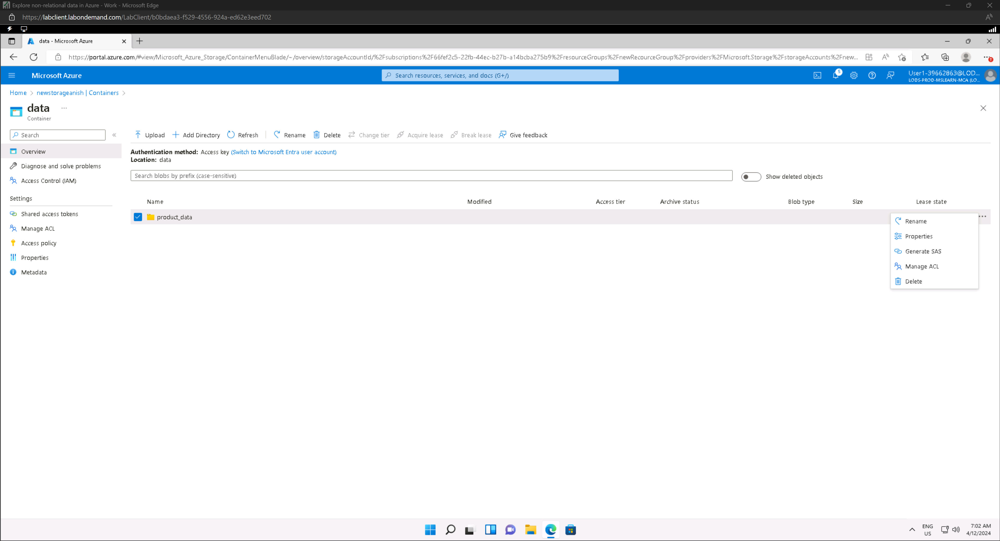 Explore non-relational data in Azure - Work - Microsoft Edge
https://labclient.labondemand.com/LabClient/b0bdaea3-f529-4556-924a-ed62e3eed702
data - Microsoft Azure
https://portal.azure.com/#view/Microsoft_Azure_Storage/ContainerMenuBlade/~/overview/storageAccountId/%2Fsubscriptions%2F66fef2c5-22fb-44ec-b27b-a14bcba275b9%2FresourceGroups%2FnewRecourceGroup%2Fproviders%2FMicrosoft.Storage%2FstorageAccounts%2Fnew...
Microsoft Azure
Search resources, services, and docs (G+/)
5
User1-39662863@LOD...
LODS-PROD-MSLEARN-MCA (LO...
Home > newstorageanish | Containers >
data ...
Container
Search
Upload Add Directory Refresh Rename Delete Change tier Acquire lease Break lease Give feedback
Overview
Diagnose and solve problems
Access Control (IAM)
Settings
Shared access tokens
Manage ACL
Access policy
Properties
Metadata
Authentication method: Access key (Switch to Microsoft Entra user account)
Location: data
Search blobs by prefix (case-sensitive)
Show deleted objects
Name Modified Access tier Archive status Blob type Size Lease state
product_data
Rename
Properties
Generate SAS
Manage ACL
Delete
ENG
US
7:02 AM
4/12/2024